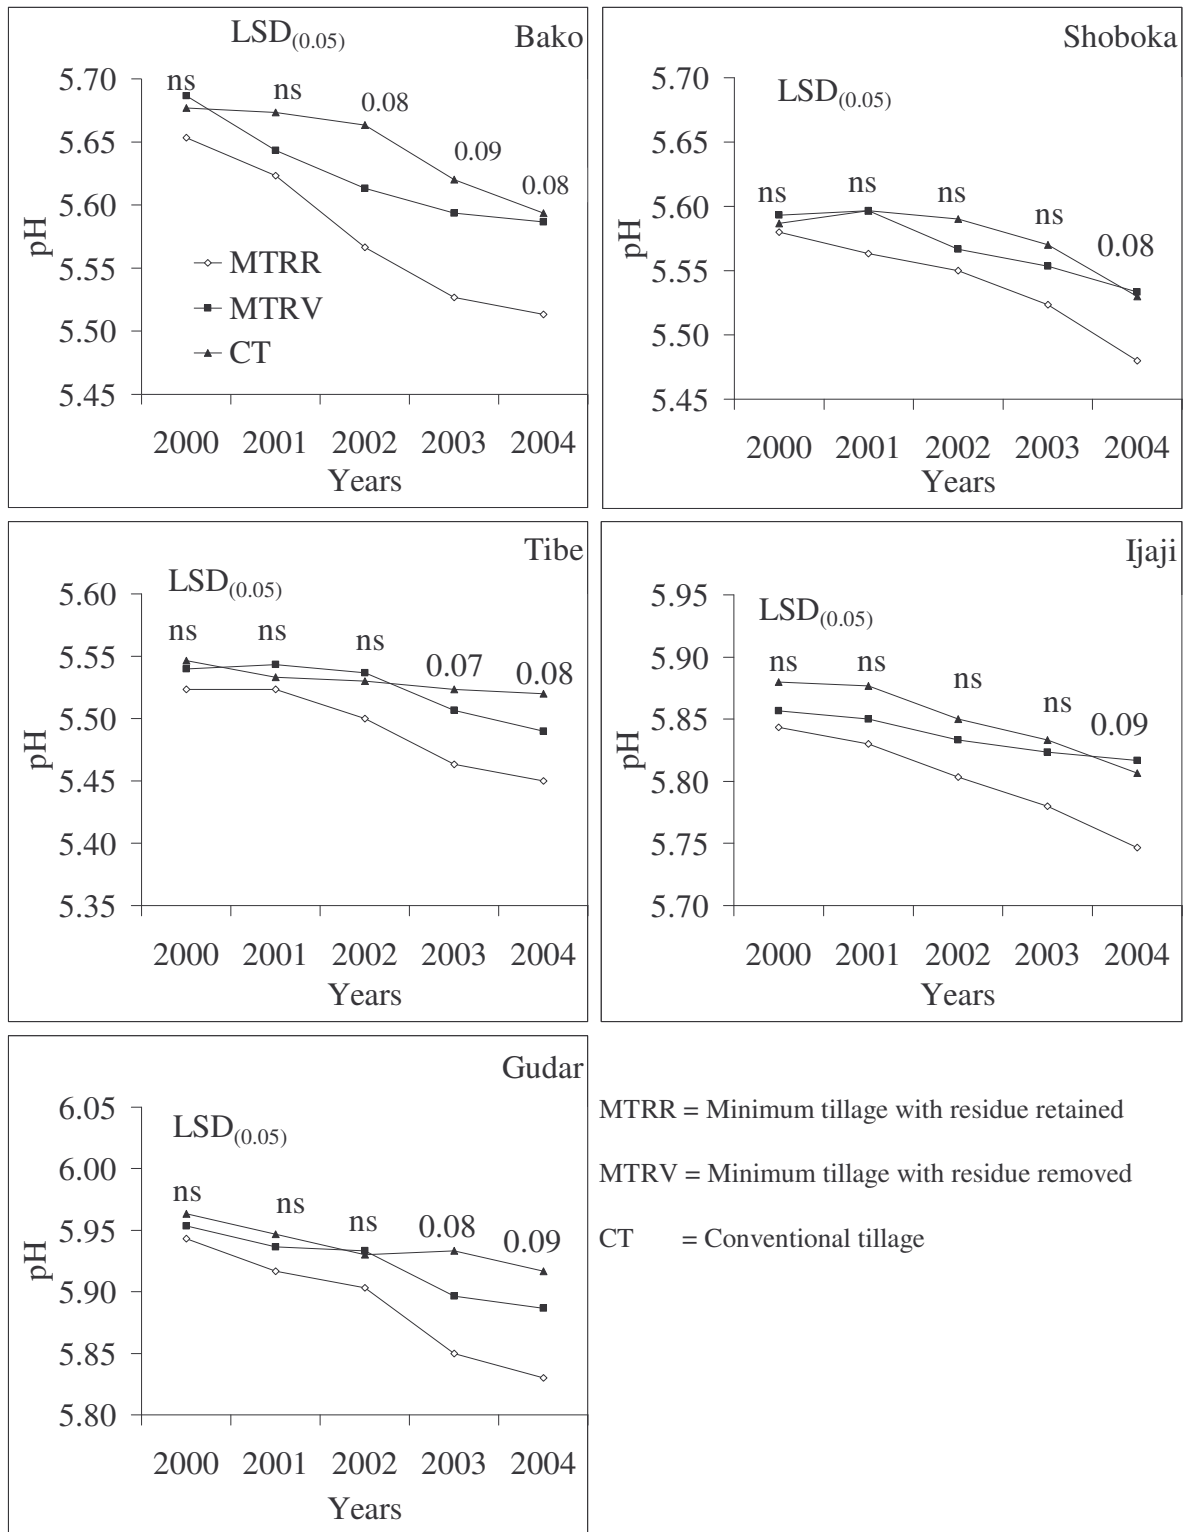 LSD(0.05) Bako
5.70
5.65
5.60
5.55
5.50
5.45
pH
ns ns 0.08 0.09 0.08
MTRR
MTRV
CT
2000 2001 2002 2003 2004
Years
Shoboka
LSD(0.05)
5.70
5.65
5.60
5.55
5.50
5.45
pH
ns ns ns ns 0.08
2000 2001 2002 2003 2004
Years
Tibe
LSD(0.05)
5.60
5.55
5.50
5.45
5.40
5.35
pH
ns ns ns 0.07 0.08
2000 2001 2002 2003 2004
Years
Ijaji
LSD(0.05)
5.95
5.90
5.85
5.80
5.75
5.70
pH
ns ns ns ns 0.09
2000 2001 2002 2003 2004
Years
Gudar
LSD(0.05)
6.05
6.00
5.95
5.90
5.85
5.80
pH
ns ns ns 0.08 0.09
2000 2001 2002 2003 2004
Years
MTRR = Minimum tillage with residue retained
MTRV = Minimum tillage with residue removed
CT = Conventional tillage